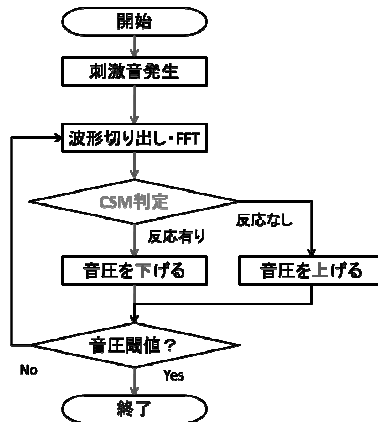 開始
刺激音発生
波形切り出し・FFT
CSM判定
反応有り
反応なし
音圧を下げる
音圧を上げる
音圧閾値？
No
Yes
終了